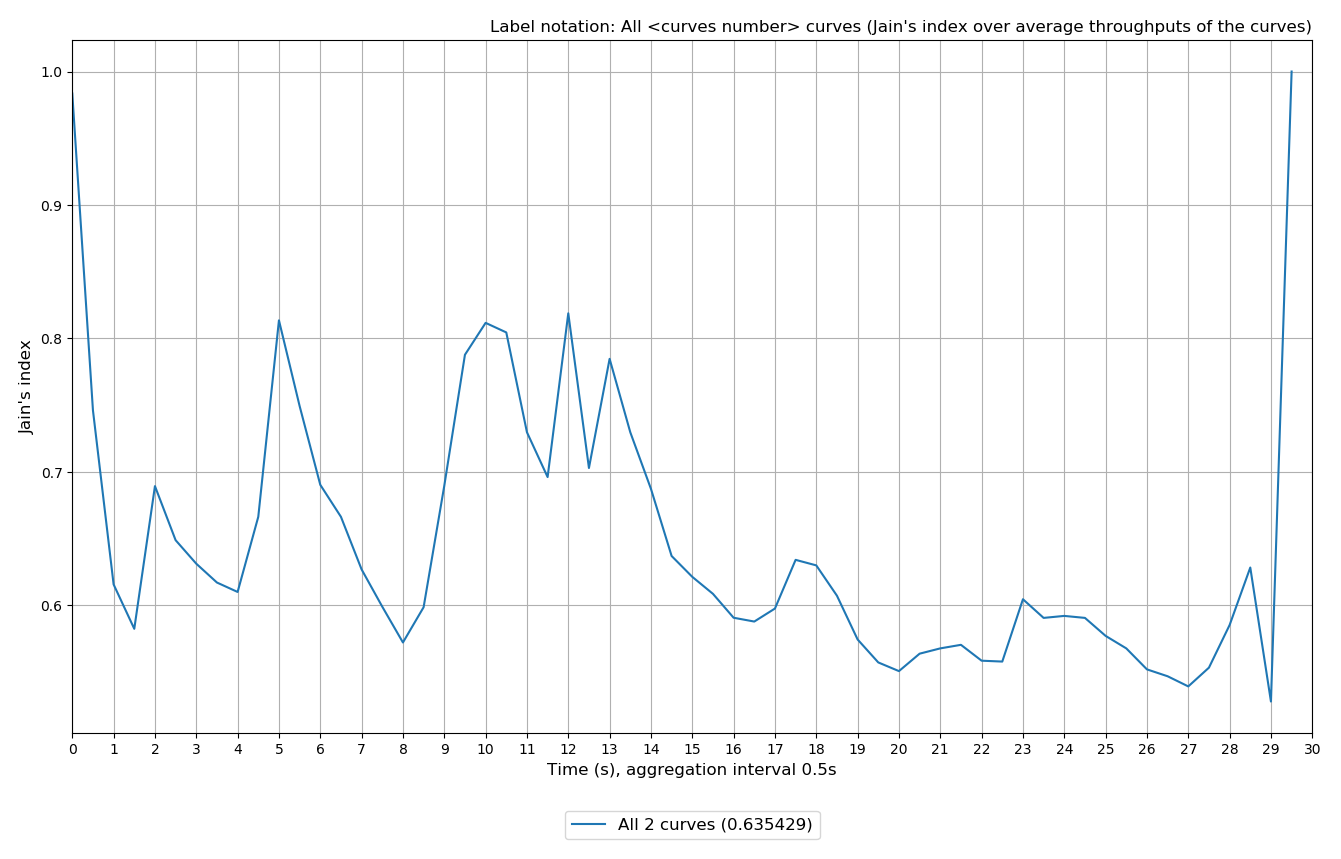 Label notation: All <curves number> curves (Jain's index over average throughputs of the curves)
1.0
0.9
0.8
0.7
0.6
Jain's index
0 1 2 3 4 5 6 7 8 9 10 11 12 13 14 15 16 17 18 19 20 21 22 23 24 25 26 27 28 29 30
Time (s), aggregation interval 0.5s
All 2 curves (0.635429)